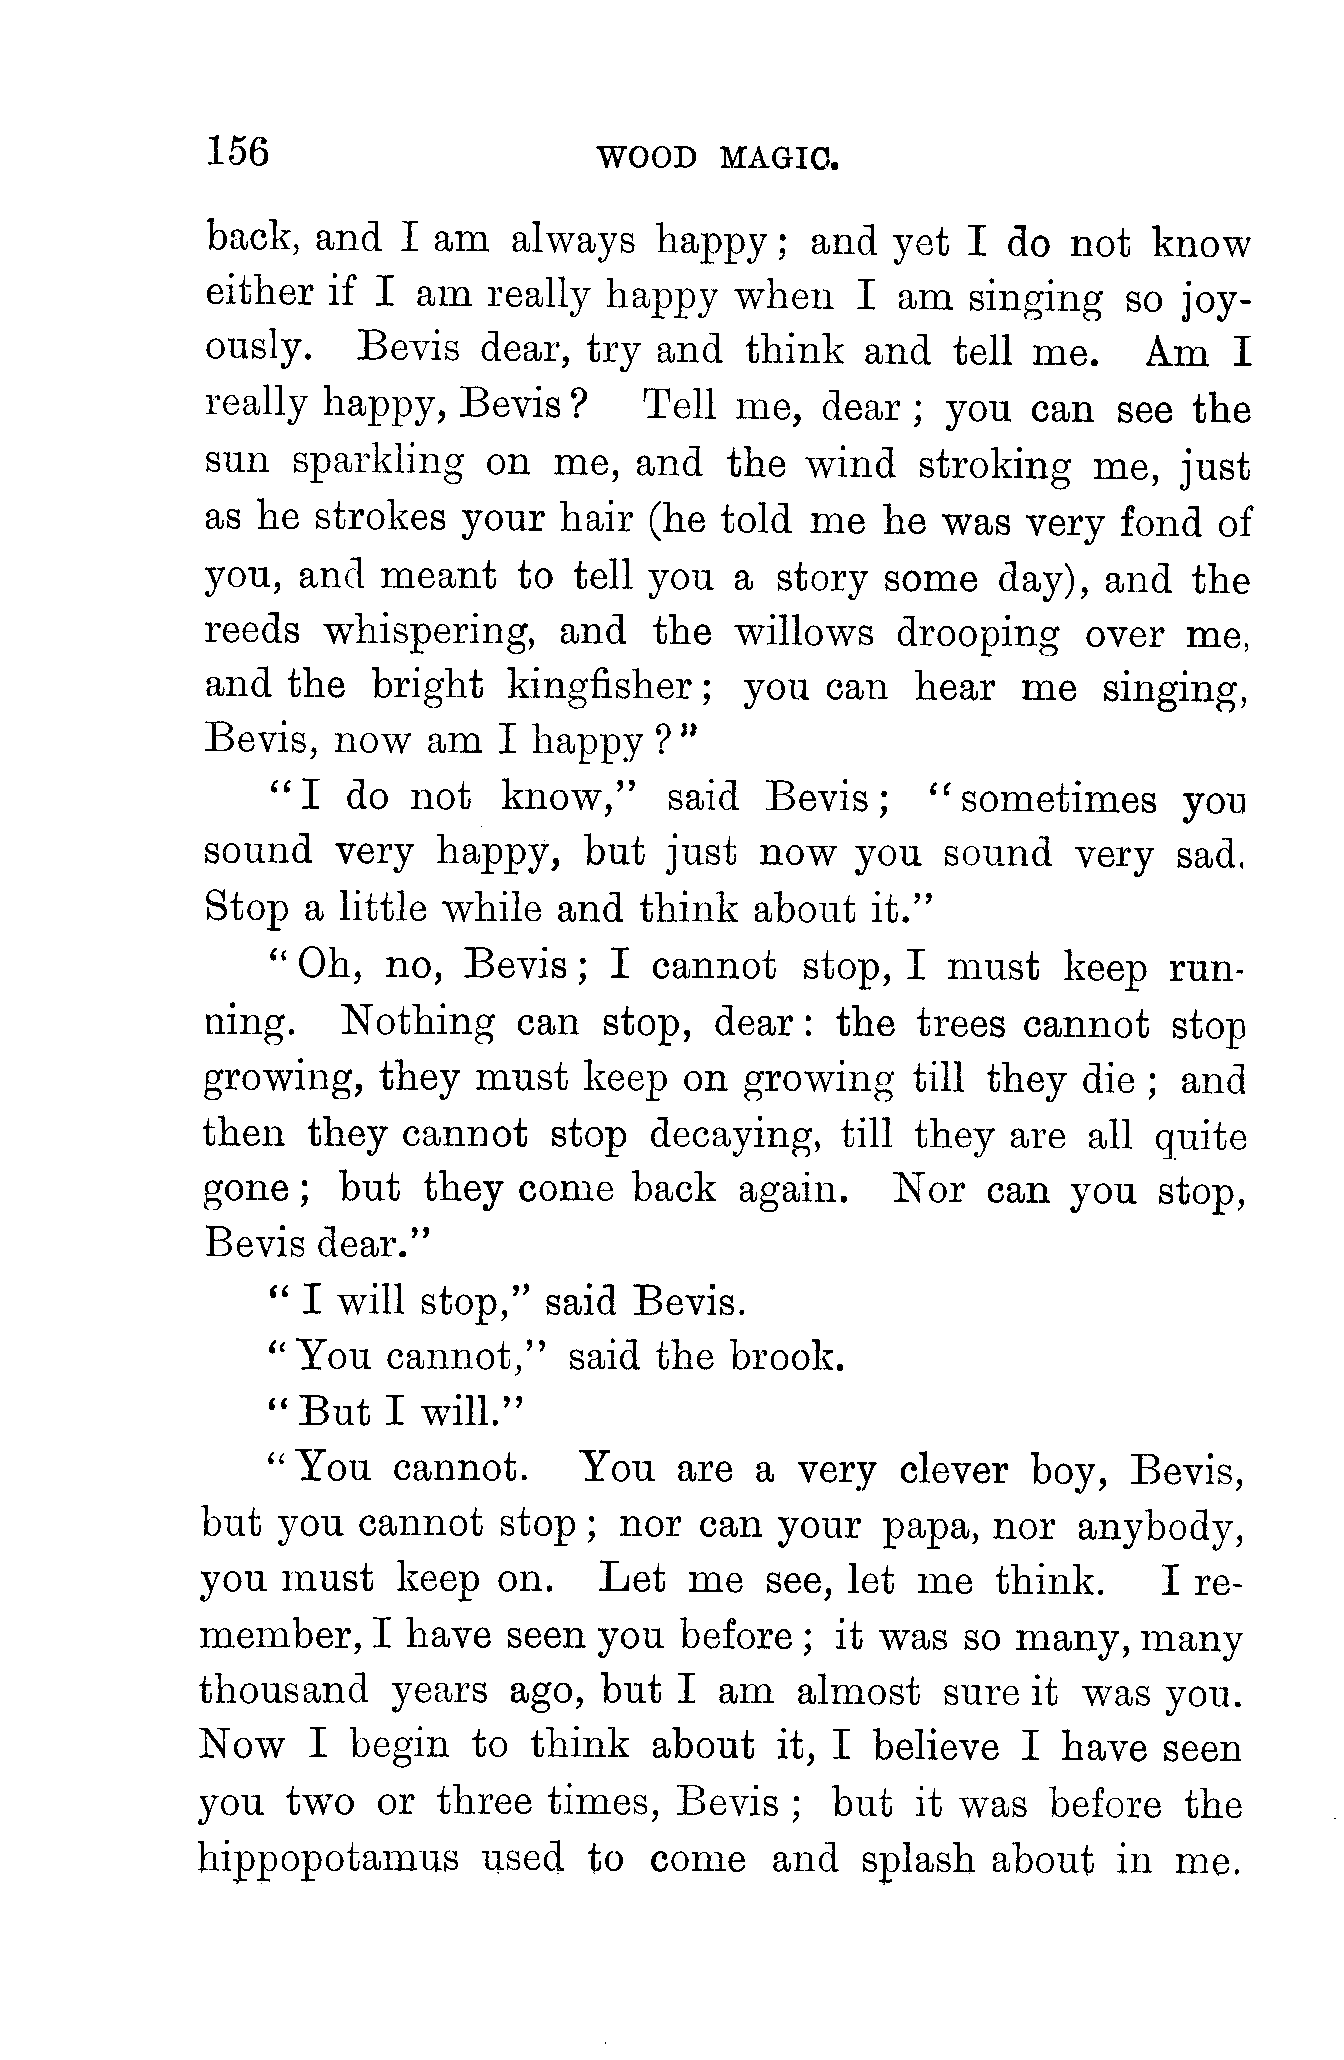 156 WOOD MAGIC.
back, and I am always happy; and yet I do not know
either if I am really happy when I am singing so joy-
ously. Bevis dear, try and think and tell me. Am I
really happy, Bevis? Tell me, dear; you can see the
sun sparkling on me, and the wind stroking me, just
as he strokes your hair (he told me he was very fond of
you, and meant to tell you a story some day), and the
reeds whispering, and the willows drooping over me,
and the bright kingfisher; you can hear me singing,
Bevis, now am I happy?"
"I do not know," said Bevis; "sometimes you
sound very happy, but just now you sound very sad.
Stop a little while and think about it."
"Oh, no, Bevis; I cannot stop, I must keep run-
ning. Nothing can stop, dear: the trees cannot stop
growing, they must keep on growing till they die; and
then they cannot stop decaying, till they are all quite
gone; but they come back again. Nor can you stop,
Bevis dear."
"I will stop," said Bevis.
"You cannot," said the brook.
"But I will."
"You cannot. You are a very clever boy, Bevis,
but you cannot stop; nor can your papa, nor anybody,
you must keep on. Let me see, let me think. I re-
member, I have seen you before; it was so many, many
thousand years ago, but I am almost sure it was you.
Now I begin to think about it, I believe I have seen
you two or three times, Bevis; but it was before the
hippopotamus used to come and splash about in me.